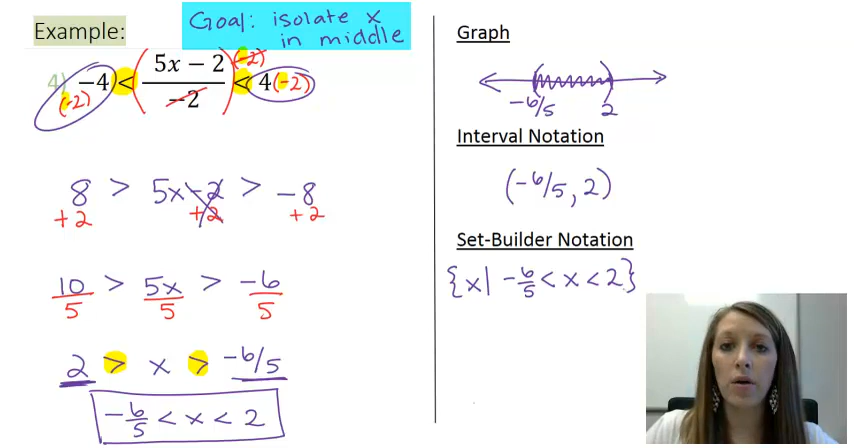 Example:
Goal: isolate x
in middle
4) (-2) -4 < ( (5x − 2)/(−2) ) (-2) < 4 (-2)
8 > 5x - 2 > -8
+2 +2 +2
10/5 > 5x/5 > -6/5
2 > x > -6/5
-6/5 < x < 2
Graph
-6/5 2
Interval Notation
(-6/5, 2)
Set-Builder Notation
{x| -6/5 < x < 2}